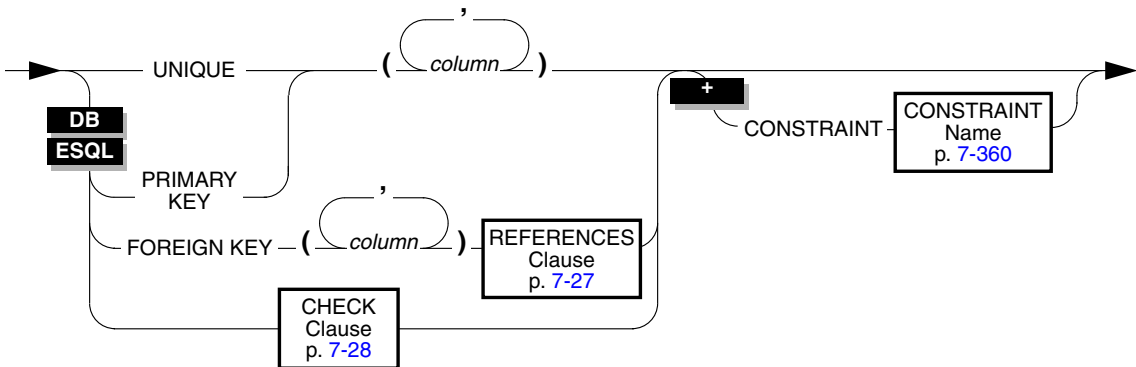 ,
UNIQUE ( column )
+
DB
ESQL
CONSTRAINT
CONSTRAINT
Name
p. 7-360
PRIMARY
KEY
,
FOREIGN KEY ( column )
REFERENCES
Clause
p. 7-27
CHECK
Clause
p. 7-28